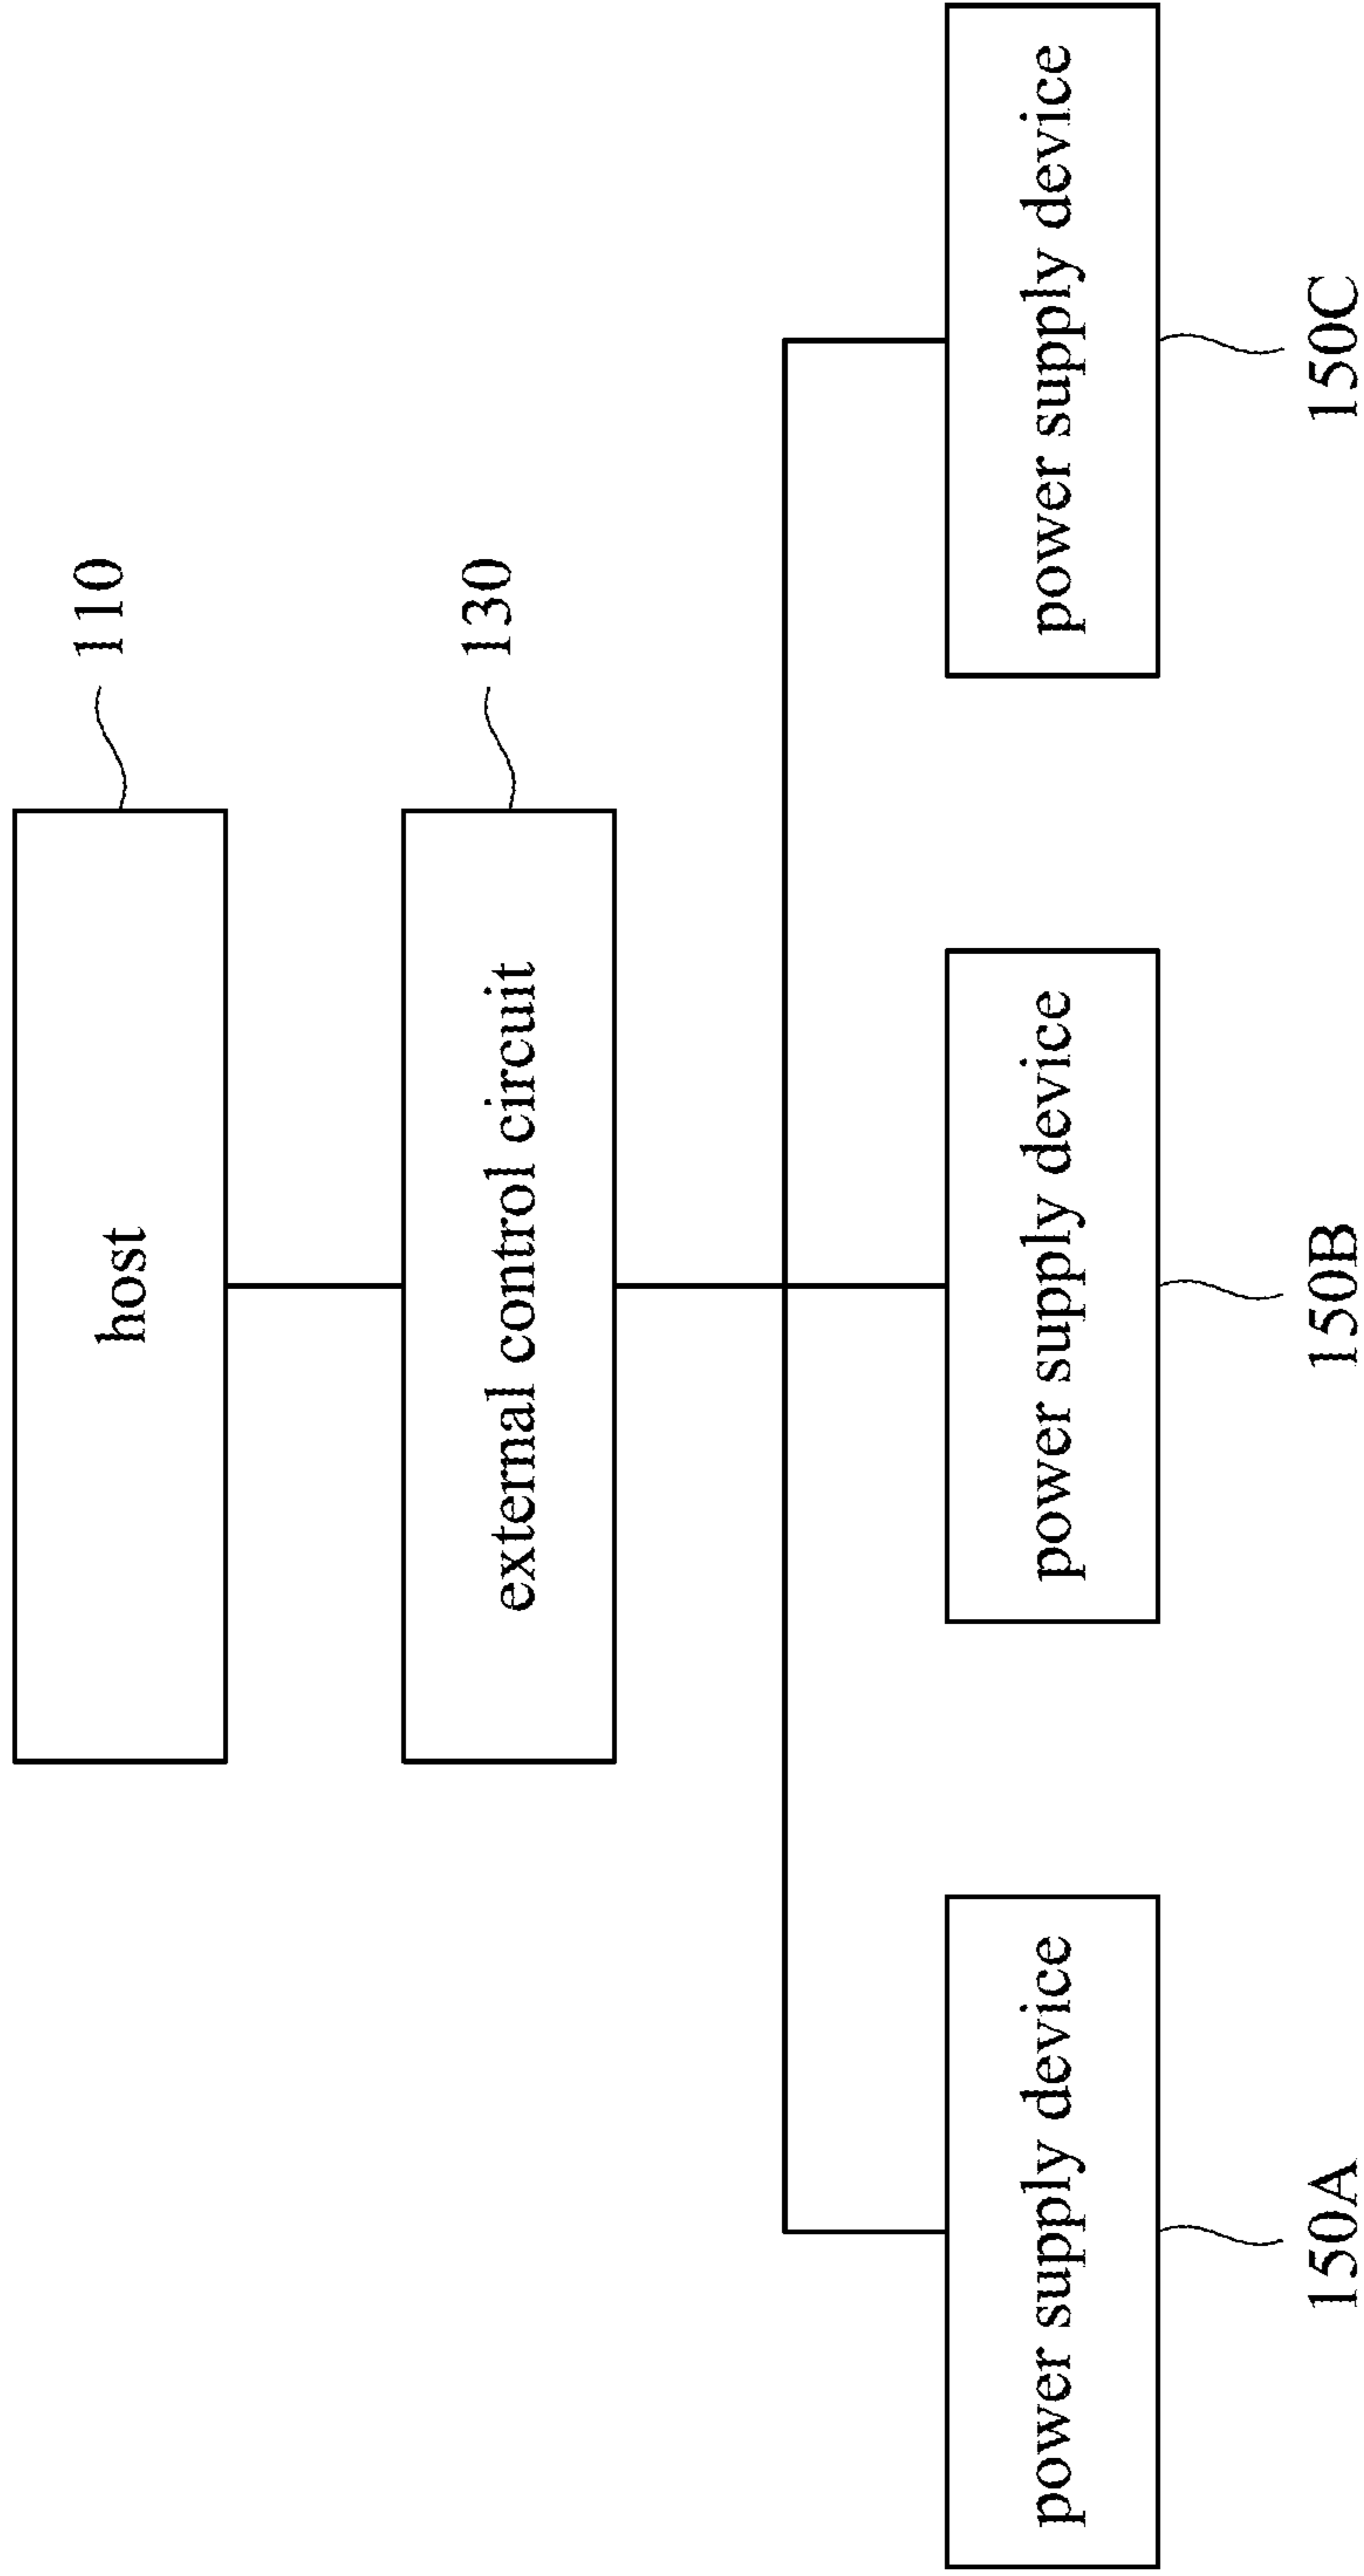 host
110
external control circuit
130
power supply device
power supply device
power supply device
150A
150B
150C